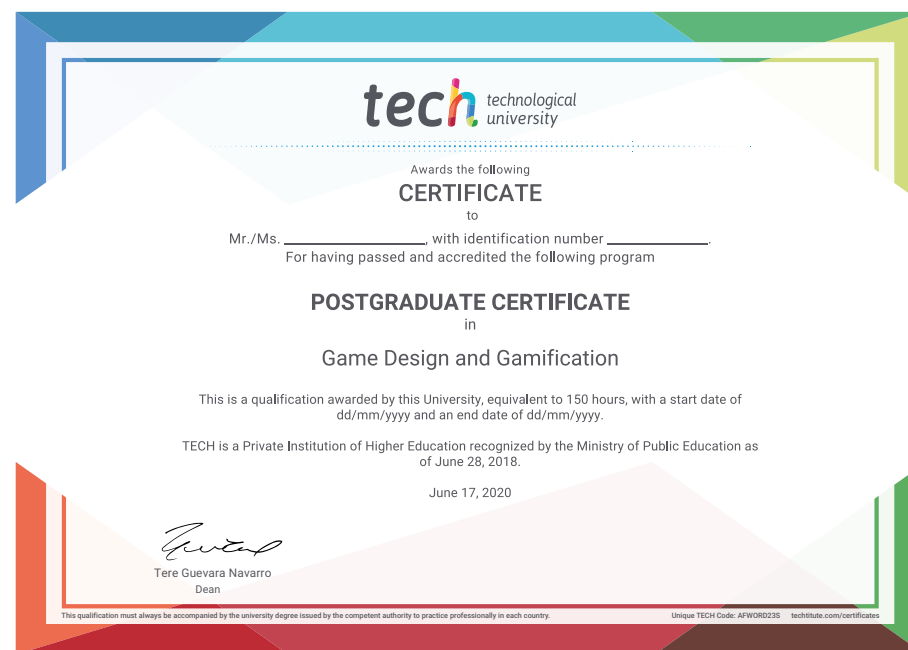 tech technological
university
Awards the following
CERTIFICATE
to
Mr./Ms. ____________________, with identification number ______________.
For having passed and accredited the following program
POSTGRADUATE CERTIFICATE
in
Game Design and Gamification
This is a qualification awarded by this University, equivalent to 150 hours, with a start date of
dd/mm/yyyy and an end date of dd/mm/yyyy.
TECH is a Private Institution of Higher Education recognized by the Ministry of Public Education as
of June 28, 2018.
June 17, 2020
Tere Guevara Navarro
Dean
This qualification must always be accompanied by the university degree issued by the competent authority to practice professionally in each country. Unique TECH Code: AFWORD23S techtitute.com/certificates